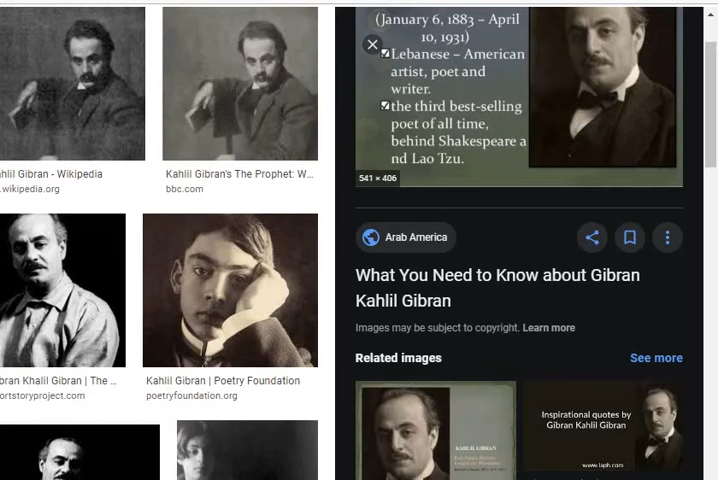 (January 6, 1883 – April
10, 1931)
Lebanese – American
artist, poet and
writer.
the third best-selling
poet of all time,
behind Shakespeare a
nd Lao Tzu.
541 × 406
hlil Gibran - Wikipedia
.wikipedia.org
Kahlil Gibran's The Prophet: W...
bbc.com
bran Khalil Gibran | The ...
ortstoryproject.com
Kahlil Gibran | Poetry Foundation
poetryfoundation.org
Arab America
What You Need to Know about Gibran
Kahlil Gibran
Images may be subject to copyright. Learn more
Related images
See more
KAHLIL GIBRAN
Inspirational quotes by
Gibran Kahlil Gibran